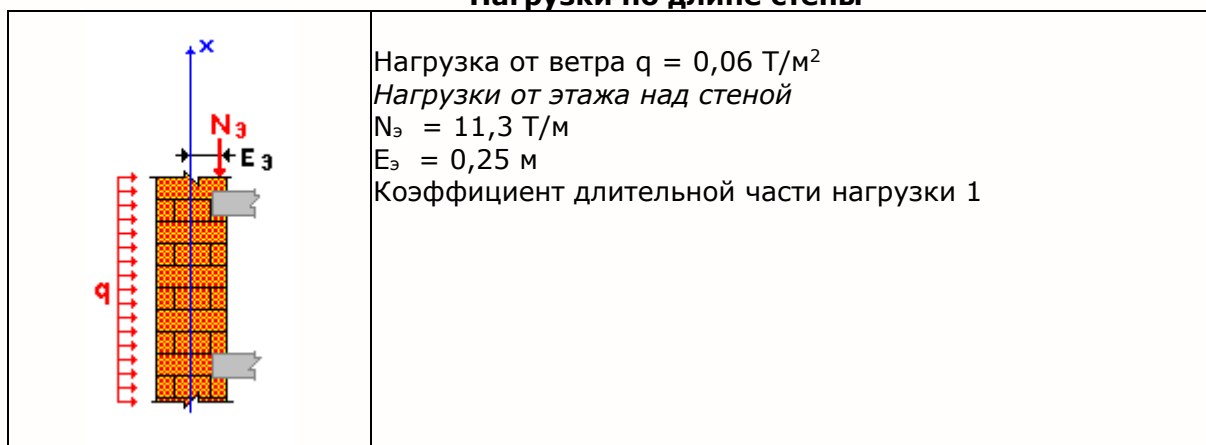 Нагрузки по длине стены
x
Nэ
Eэ
q
Нагрузка от ветра q = 0,06 Т/м²
Нагрузки от этажа над стеной
Nэ = 11,3 Т/м
Eэ = 0,25 м
Коэффициент длительной части нагрузки 1